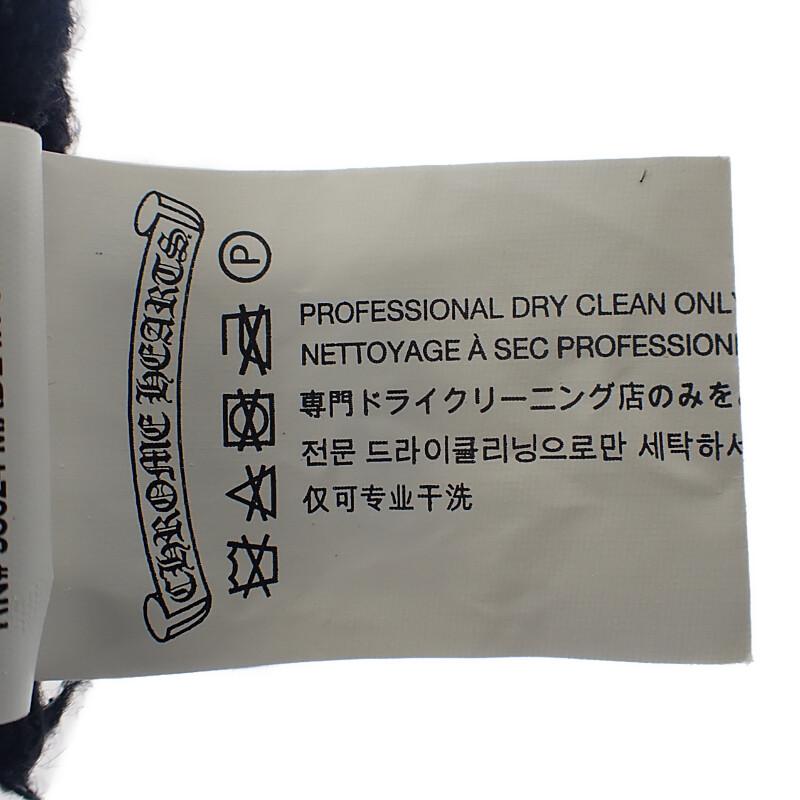 CHROME HEARTS
P
PROFESSIONAL DRY CLEAN ONLY
NETTOYAGE À SEC PROFESSION
専門ドライクリーニング店のみを
전문 드라이클리닝으로만 세탁하
仅可专业干洗